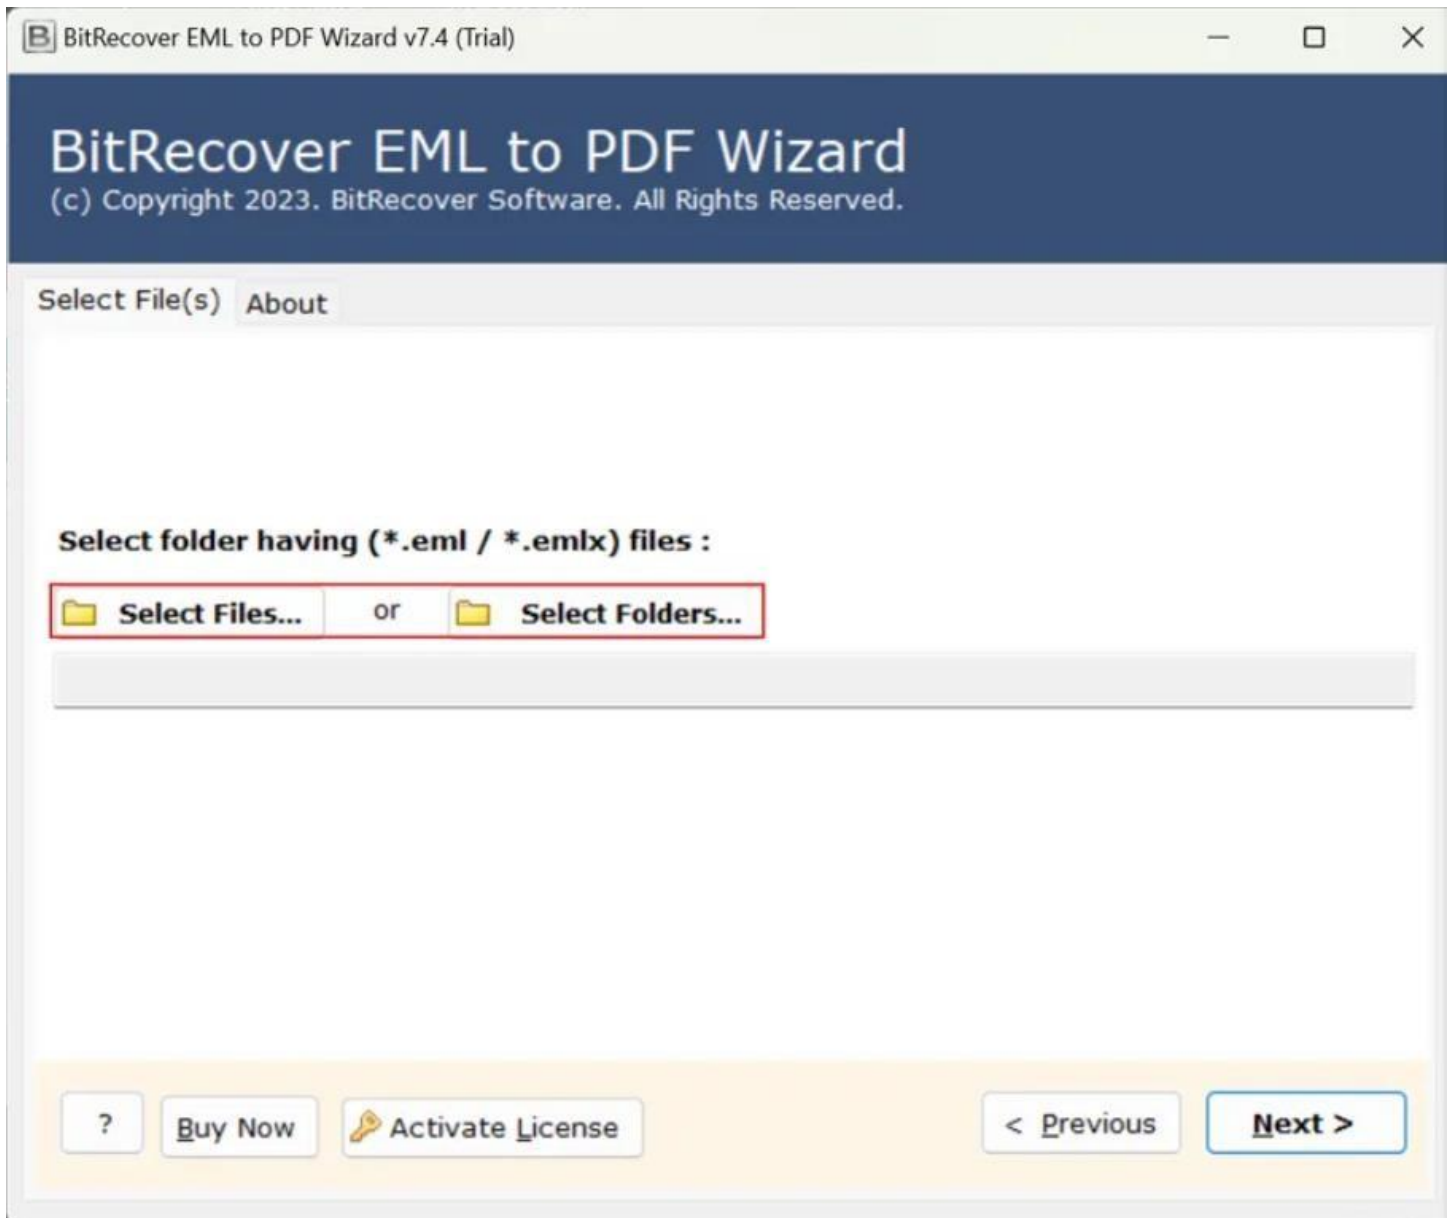 BitRecover EML to PDF Wizard v7.4 (Trial)
BitRecover EML to PDF Wizard
(c) Copyright 2023. BitRecover Software. All Rights Reserved.
Select File(s) About
Select folder having (*.eml / *.emlx) files :
Select Files... or Select Folders...
? Buy Now Activate License < Previous Next >